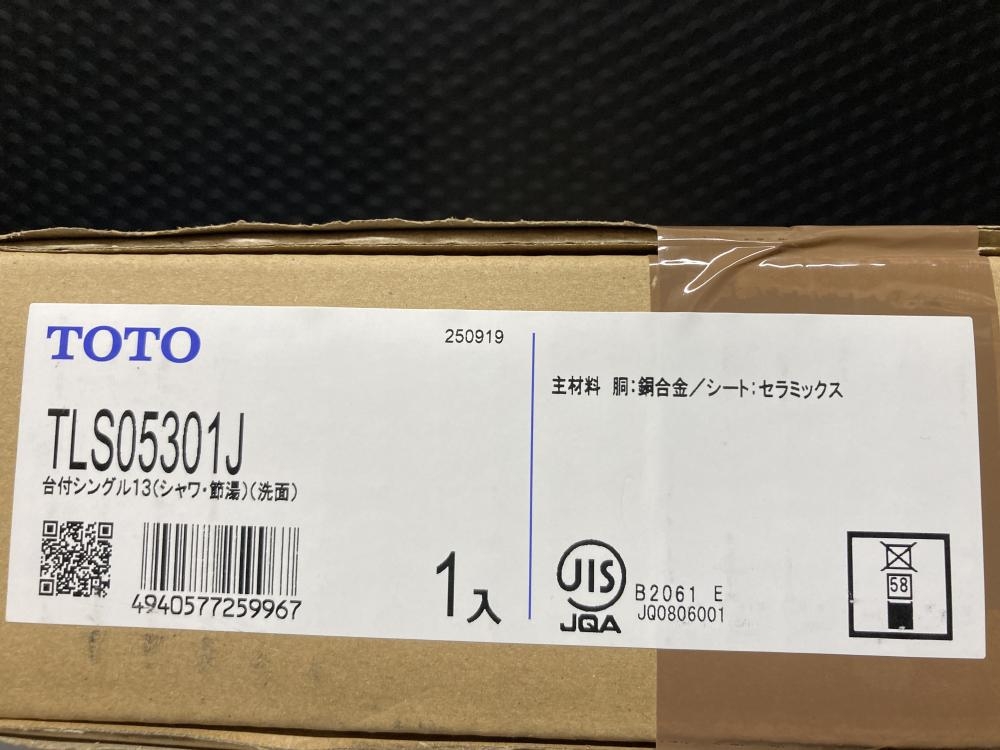 TOTO
250919
TLS05301J
台付シングル13(シャワ・節湯)(洗面)
4940577259967
1入
主材料 胴:銅合金/シート:セラミックス
JIS
JQA
B2061 E
JQ0806001
58